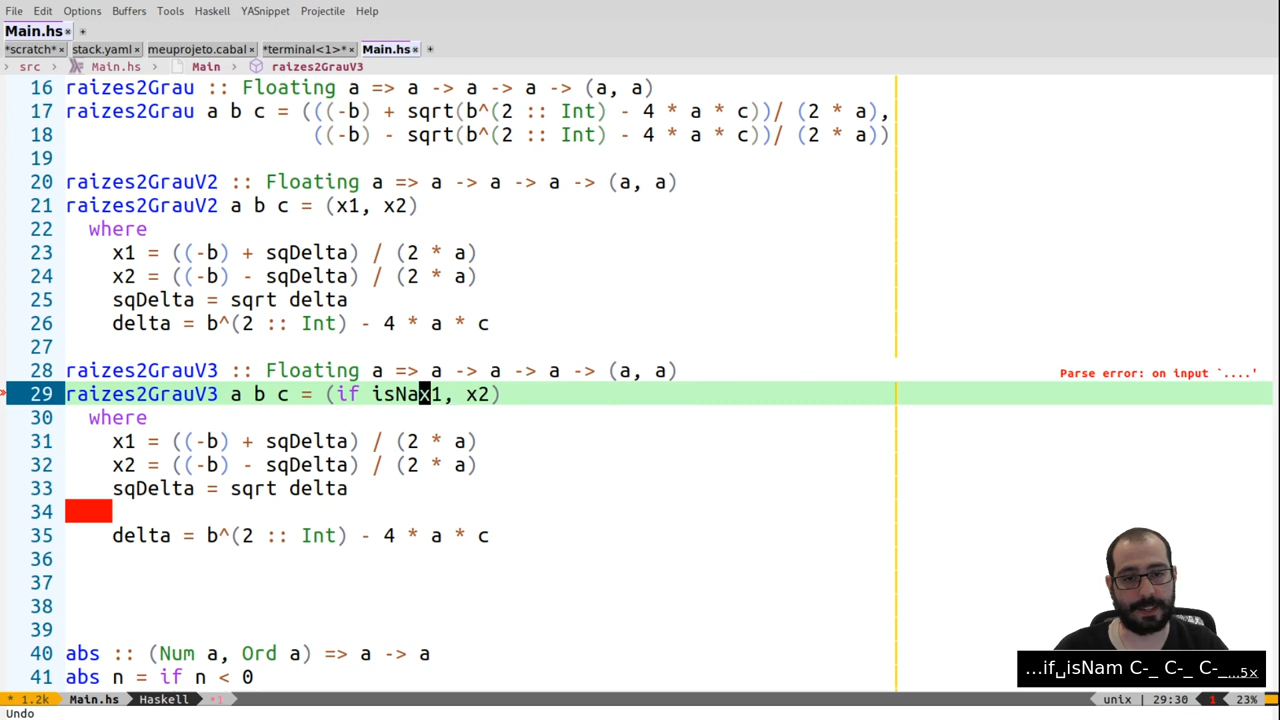 File Edit Options Buffers Tools Haskell YASnippet Projectile Help
Main.hs × +
*scratch* × stack.yaml × meuprojeto.cabal × *terminal<1>* × Main.hs × +
› src › Main.hs › Main › raizes2GrauV3
16 raizes2Grau :: Floating a => a -> a -> a -> (a, a)
17 raizes2Grau a b c = (((-b) + sqrt(b^(2 :: Int) - 4 * a * c))/ (2 * a),
18 ((-b) - sqrt(b^(2 :: Int) - 4 * a * c))/ (2 * a))
19
20 raizes2GrauV2 :: Floating a => a -> a -> a -> (a, a)
21 raizes2GrauV2 a b c = (x1, x2)
22 where
23 x1 = ((-b) + sqDelta) / (2 * a)
24 x2 = ((-b) - sqDelta) / (2 * a)
25 sqDelta = sqrt delta
26 delta = b^(2 :: Int) - 4 * a * c
27
28 raizes2GrauV3 :: Floating a => a -> a -> a -> (a, a)
Parse error: on input `....'
» 29 raizes2GrauV3 a b c = (if isNax1, x2)
30 where
31 x1 = ((-b) + sqDelta) / (2 * a)
32 x2 = ((-b) - sqDelta) / (2 * a)
33 sqDelta = sqrt delta
34
35 delta = b^(2 :: Int) - 4 * a * c
36
37
38
39
40 abs :: (Num a, Ord a) => a -> a
41 abs n = if n < 0
...if␣isNam C-_ C-_ C-_...5×
* 1.2k Main.hs Haskell *1 unix | 29:30 1 23%
Undo